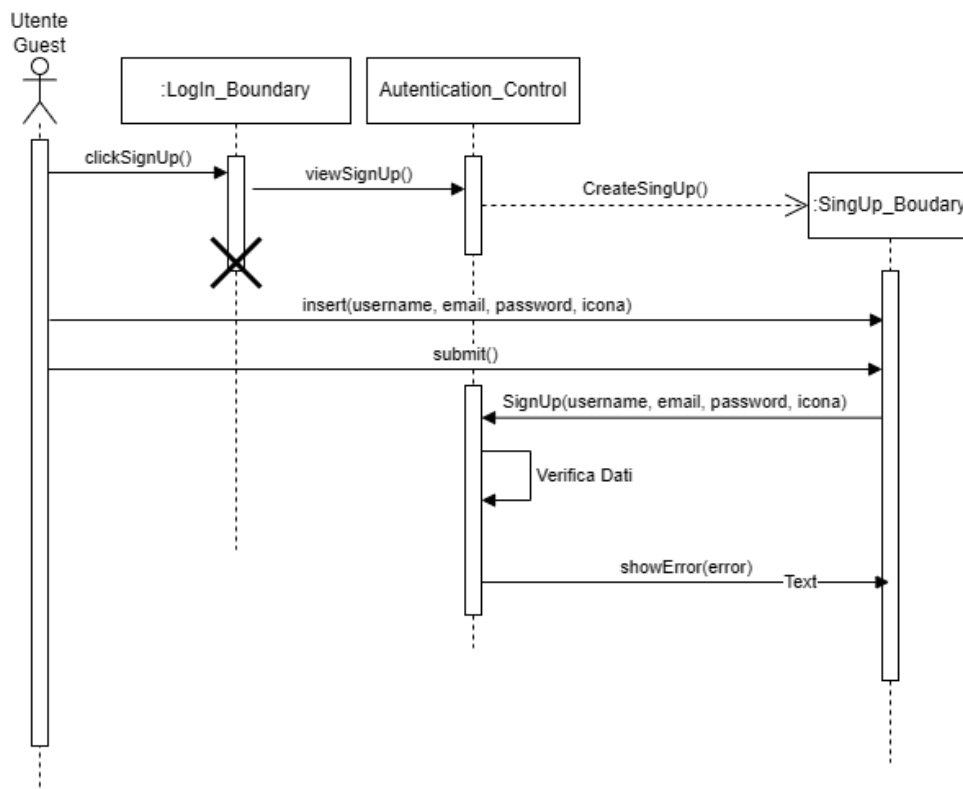 Utente
Guest
:LogIn_Boundary
Autentication_Control
clickSignUp()
viewSignUp()
CreateSingUp()
:SingUp_Boudary
insert(username, email, password, icona)
submit()
SignUp(username, email, password, icona)
Verifica Dati
showError(error)
Text